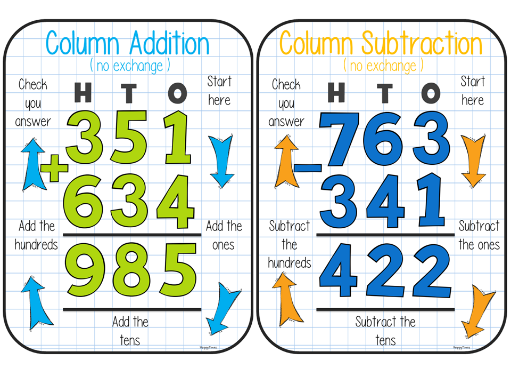 Column Addition
( no exchange )
Check
you
answer
H T O
Start
here
351
+
634
Add the
hundreds
Add the
ones
985
Add the
tens
Column Subtraction
( no exchange )
Check
you
answer
H T O
Start
here
763
−
341
Subtract
the
hundreds
Subtract
the ones
422
Subtract the
tens